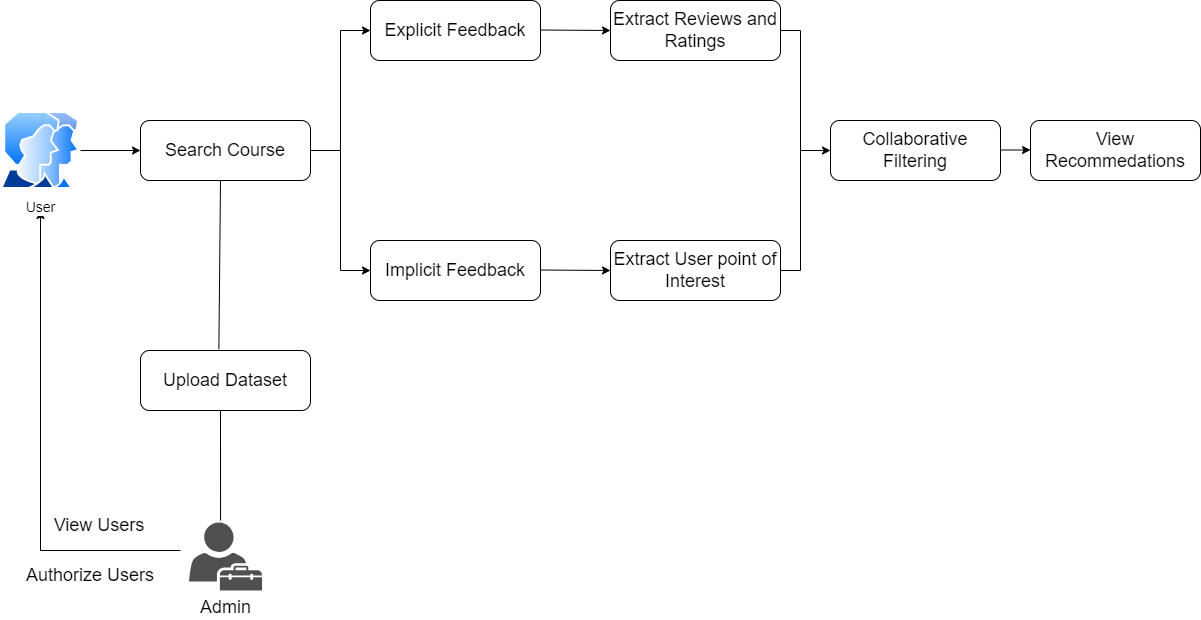 Explicit Feedback
Extract Reviews and
Ratings
Search Course
Collaborative
Filtering
View
Recommedations
User
Implicit Feedback
Extract User point of
Interest
Upload Dataset
View Users
Authorize Users
Admin